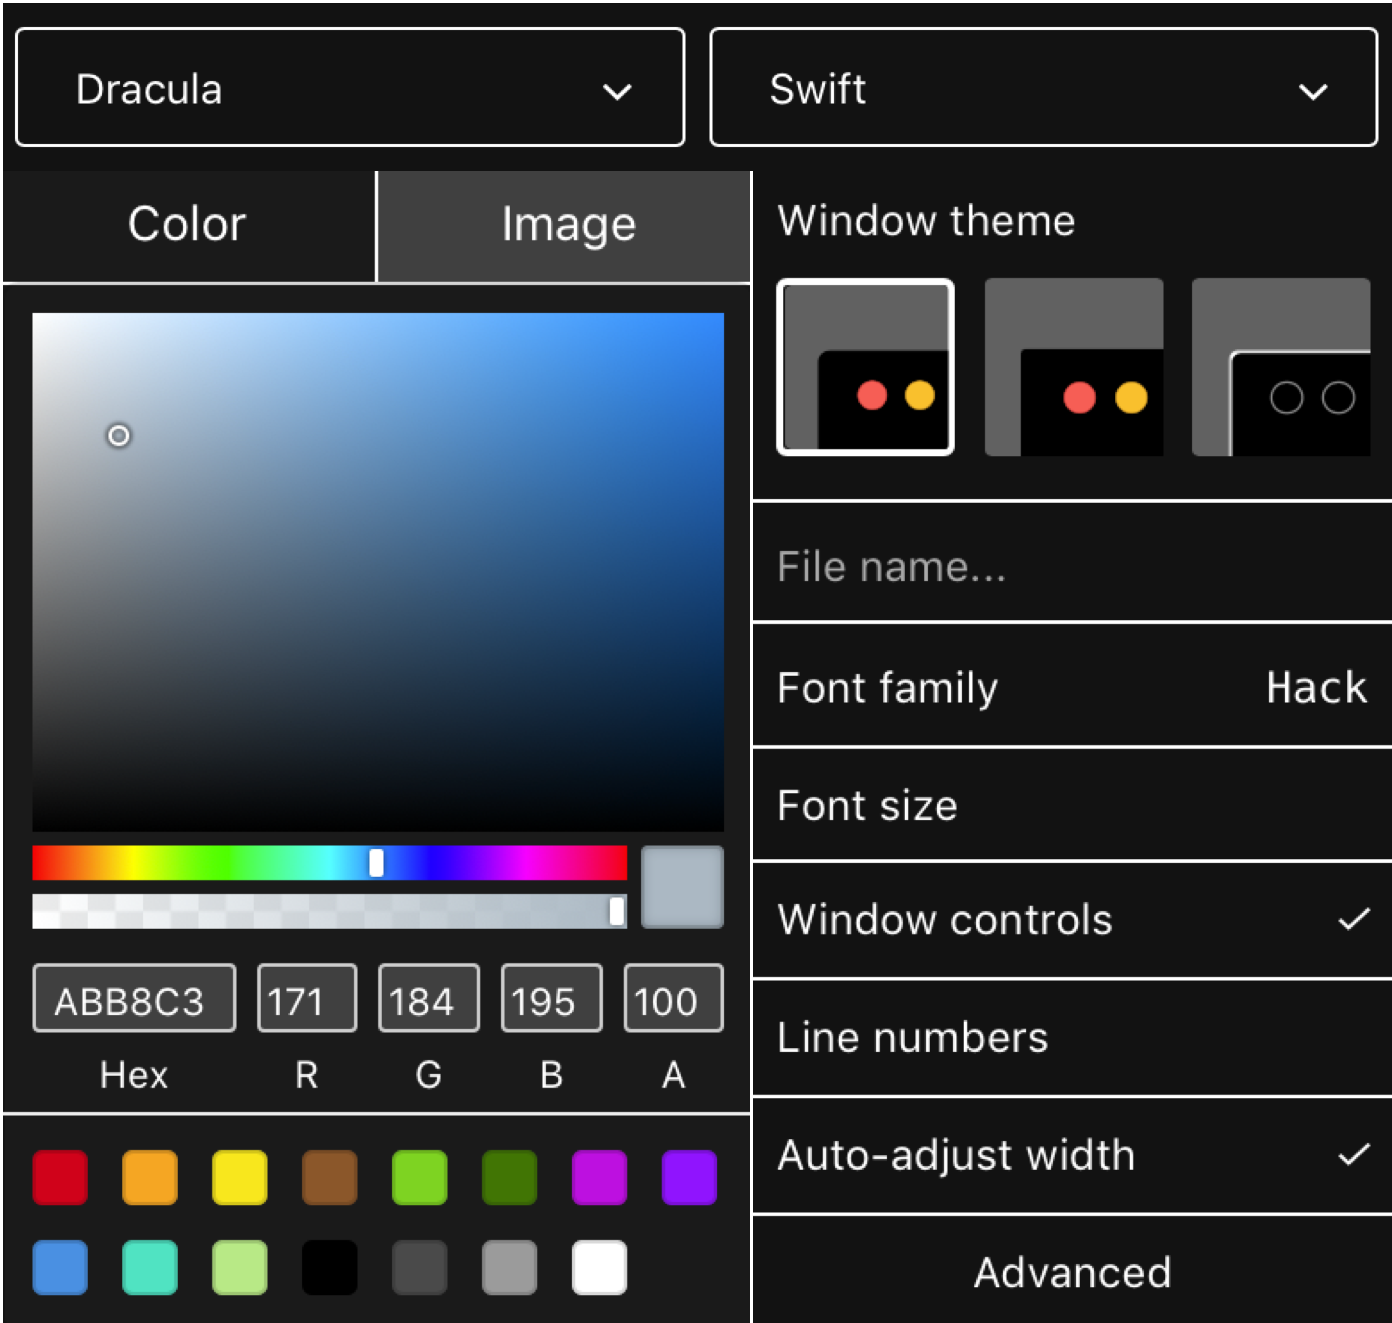 Dracula
Swift
Color
Image
ABB8C3
171
184
195
100
Hex
R
G
B
A
Window theme
File name...
Font family
Hack
Font size
Window controls
Line numbers
Auto-adjust width
Advanced